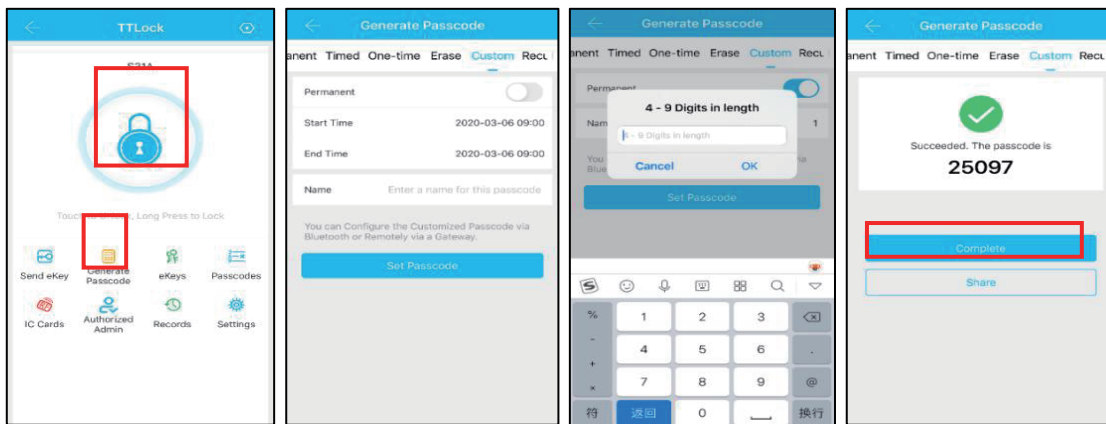 TTLock
S31A
Touch to Unlock, Long Press to Lock
Send eKey
Generate
Passcode
eKeys
Passcodes
IC Cards
Authorized
Admin
Records
Settings
Generate Passcode
anent Timed One-time Erase Custom Recu
Permanent
Start Time 2020-03-06 09:00
End Time 2020-03-06 09:00
Name Enter a name for this passcode
You can Configure the Customized Passcode via
Bluetooth or Remotely via a Gateway.
Set Passcode
Generate Passcode
anent Timed One-time Erase Custom Recu
Permanent
Nam 1
You via
Blue
4 - 9 Digits in length
4 - 9 Digits in length
Cancel OK
Set Passcode
% 1 2 3
- 4 5 6 .
+
× 7 8 9 @
符 返回 0 换行
Generate Passcode
anent Timed One-time Erase Custom Recu
Succeeded. The passcode is
25097
Complete
Share